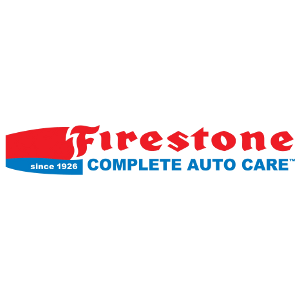 Firestone
since 1926 COMPLETE AUTO CARE™